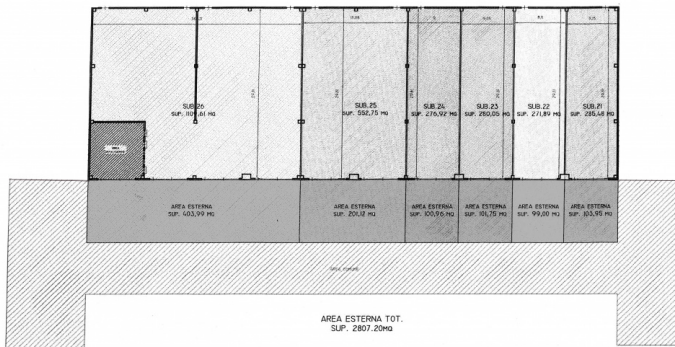 SUB.26
SUP. 1109,61 MQ
SUB.25
SUP. 552,75 MQ
SUB.24
SUP. 276,92 MQ
SUB.23
SUP. 280,05 MQ
SUB.22
SUP. 271,89 MQ
SUB.21
SUP. 285,48 MQ
AREA ESTERNA
SUP. 403,99 MQ
AREA ESTERNA
SUP. 201,12 MQ
AREA ESTERNA
SUP. 100,96 MQ
AREA ESTERNA
SUP. 101,75 MQ
AREA ESTERNA
SUP. 99,00 MQ
AREA ESTERNA
SUP. 103,95 MQ
AREA COMUNE
AREA ESTERNA TOT.
SUP. 2807.20MQ